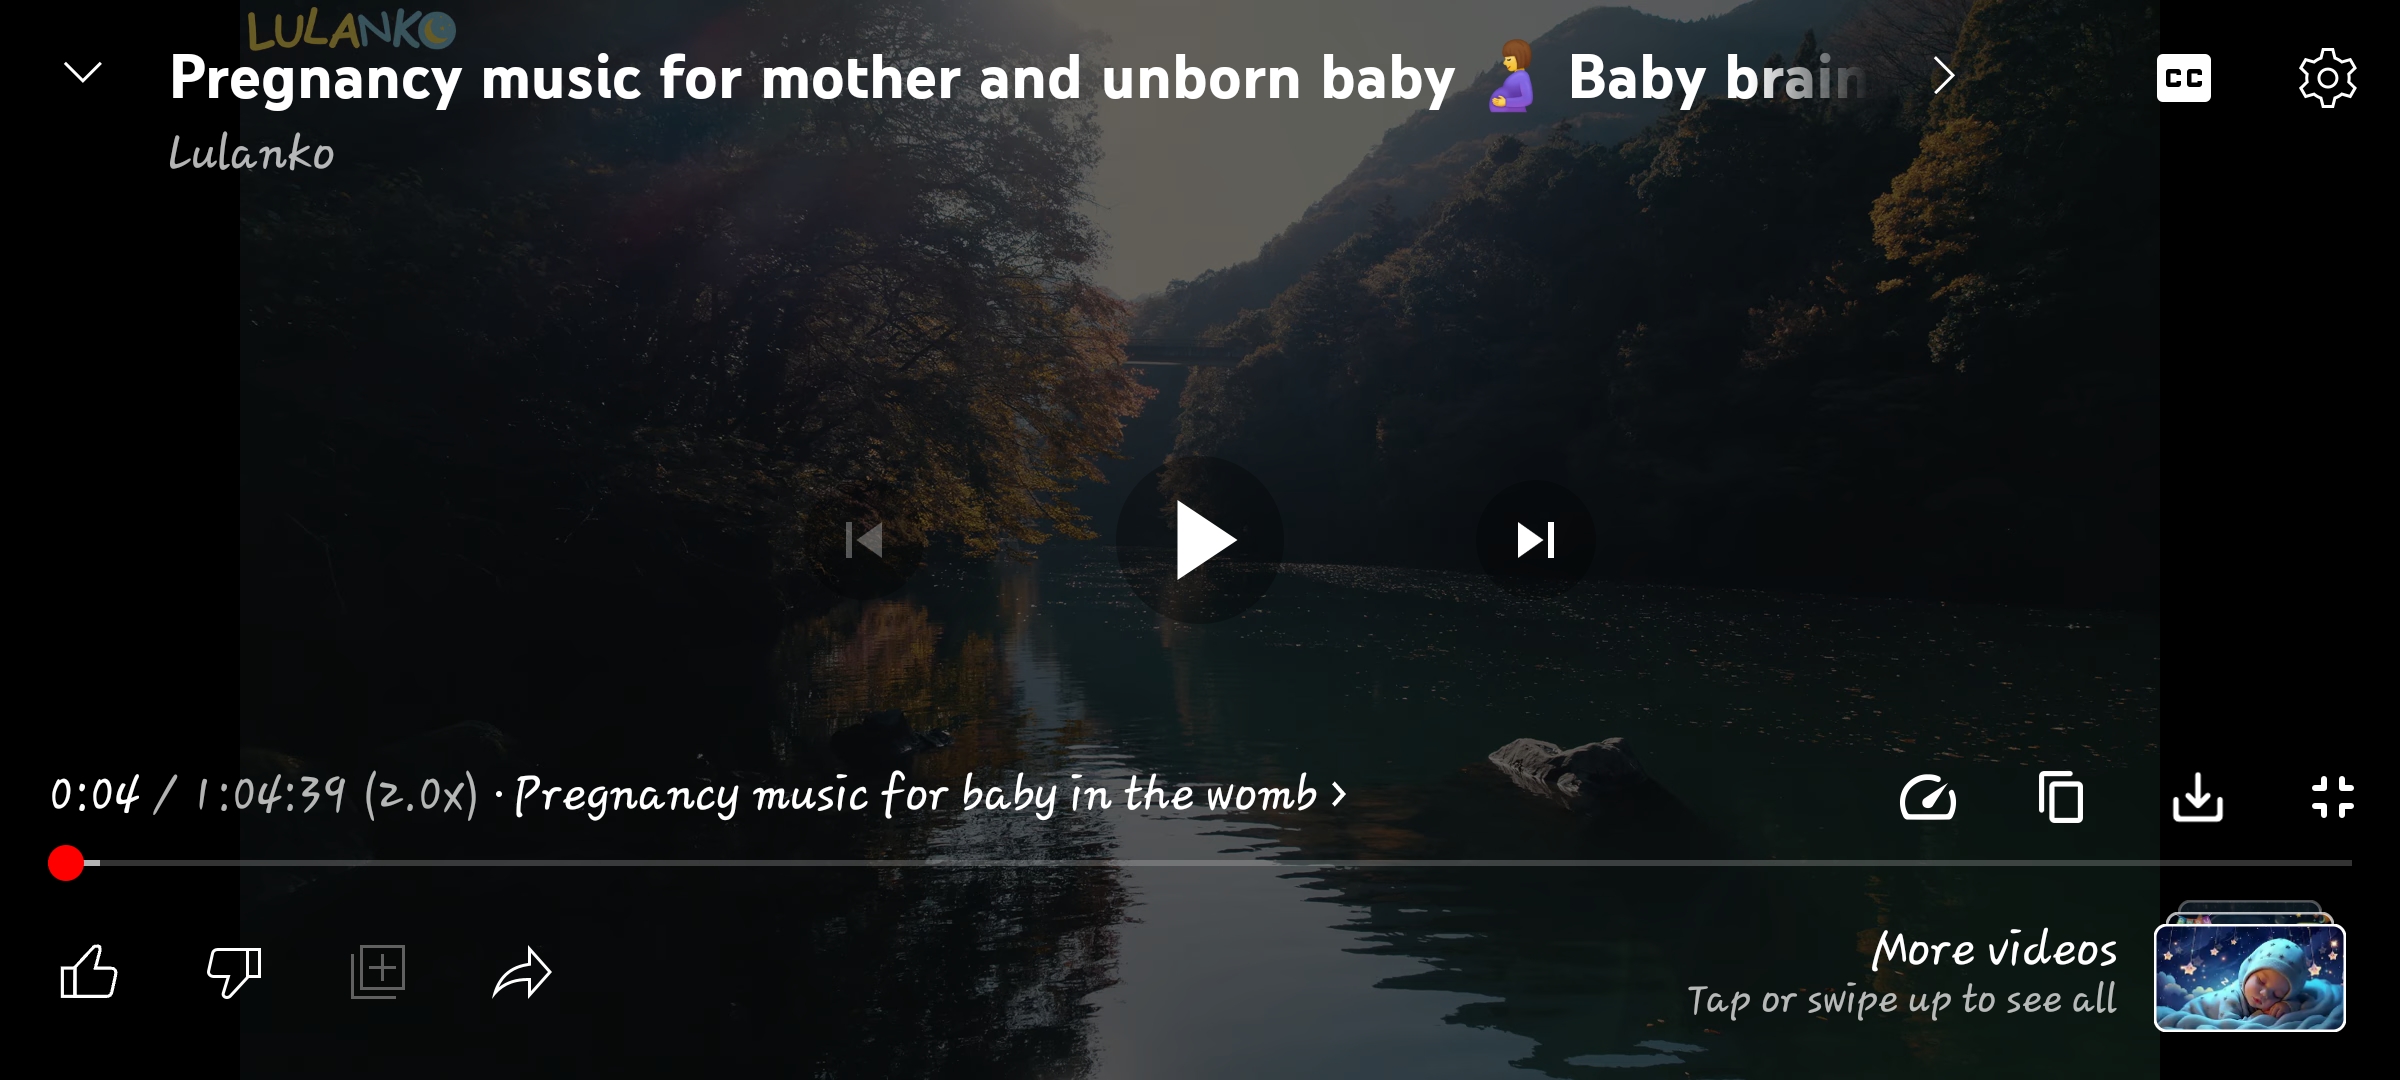 LULANKO
Pregnancy music for mother and unborn baby 🤰 Baby brain
Lulanko
CC
0:04 / 1:04:39 (2.0x) · Pregnancy music for baby in the womb >
More videos
Tap or swipe up to see all